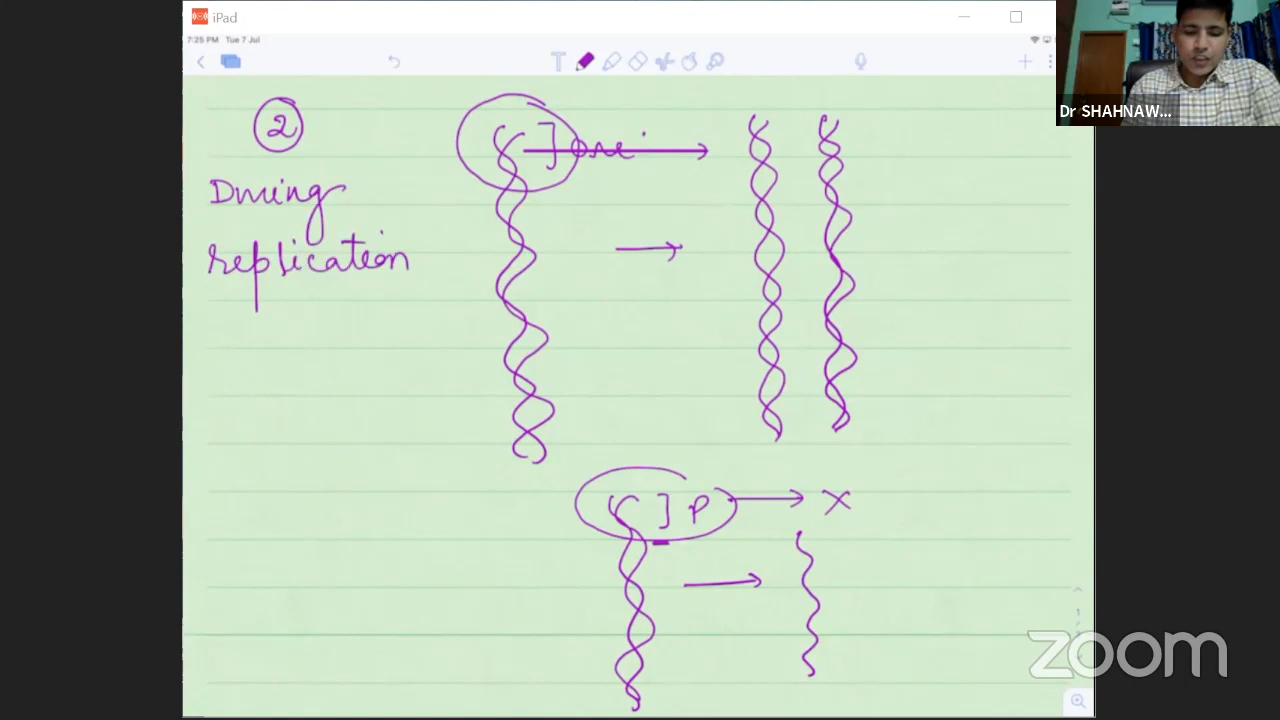 iPad
7:25 PM Tue 7 Jul
Dr SHAHNAW...
2
During
replication
] ori
] P
X
zoom